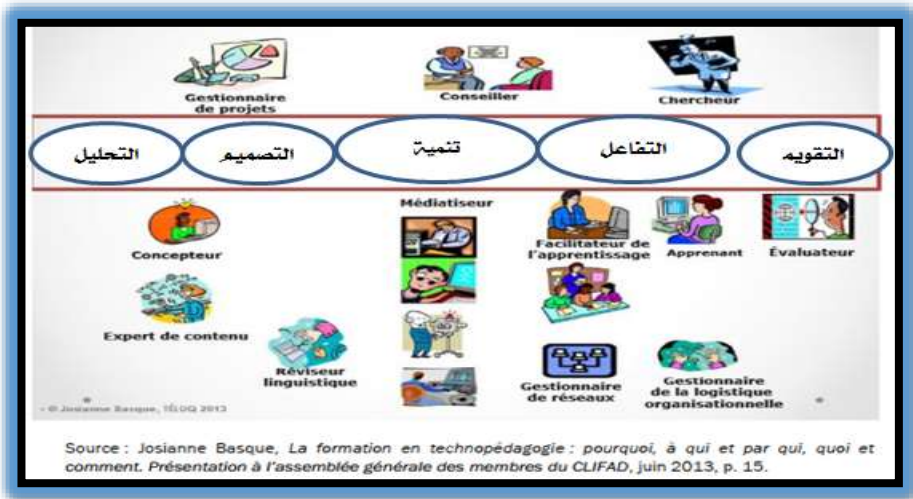 Gestionnaire
de projets
Conseiller
Chercheur
التقويم
التفاعل
تنمية
التصميم
التحليل
Médiatiseur
Concepteur
Facilitateur de
l'apprentissage
Apprenant
Évaluateur
Expert de contenu
Réviseur
linguistique
Gestionnaire
de réseaux
Gestionnaire
de la logistique
organisationnelle
© Josianne Basque, TÉLUQ 2013
Source : Josianne Basque, La formation en technopédagogie : pourquoi, à qui et par qui, quoi et
comment. Présentation à l'assemblée générale des membres du CLIFAD, juin 2013, p. 15.